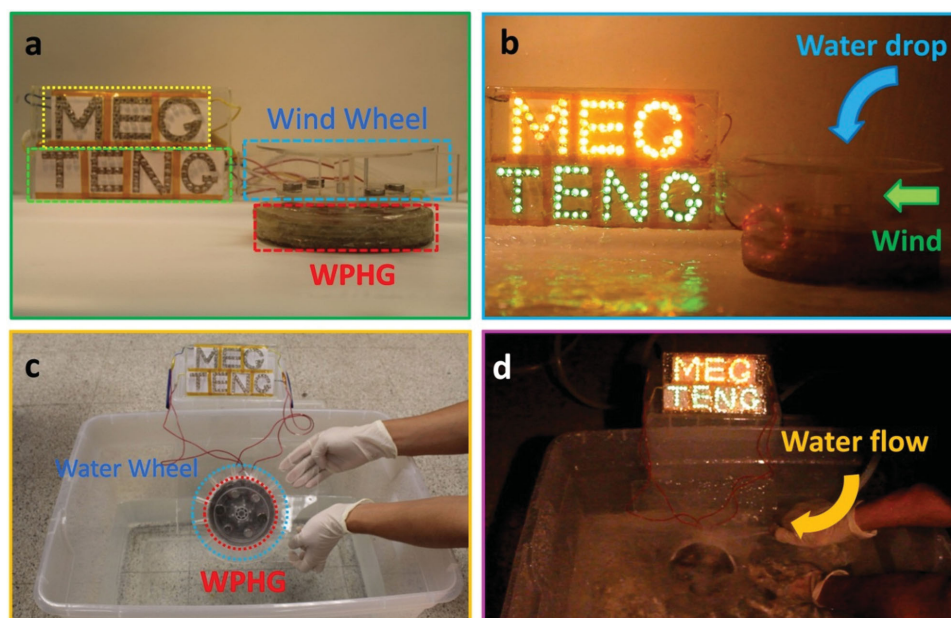 a
MEG
TENG
Wind Wheel
WPHG
b
Water drop
MEG
TENG
Wind
c
MEG
TENG
Water Wheel
WPHG
d
MEG
TENG
Water flow